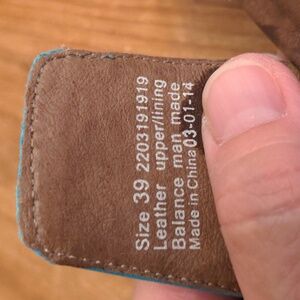 Size 39 2203191919
Leather upper/lining
Balance man made
Made in China 03-01-14